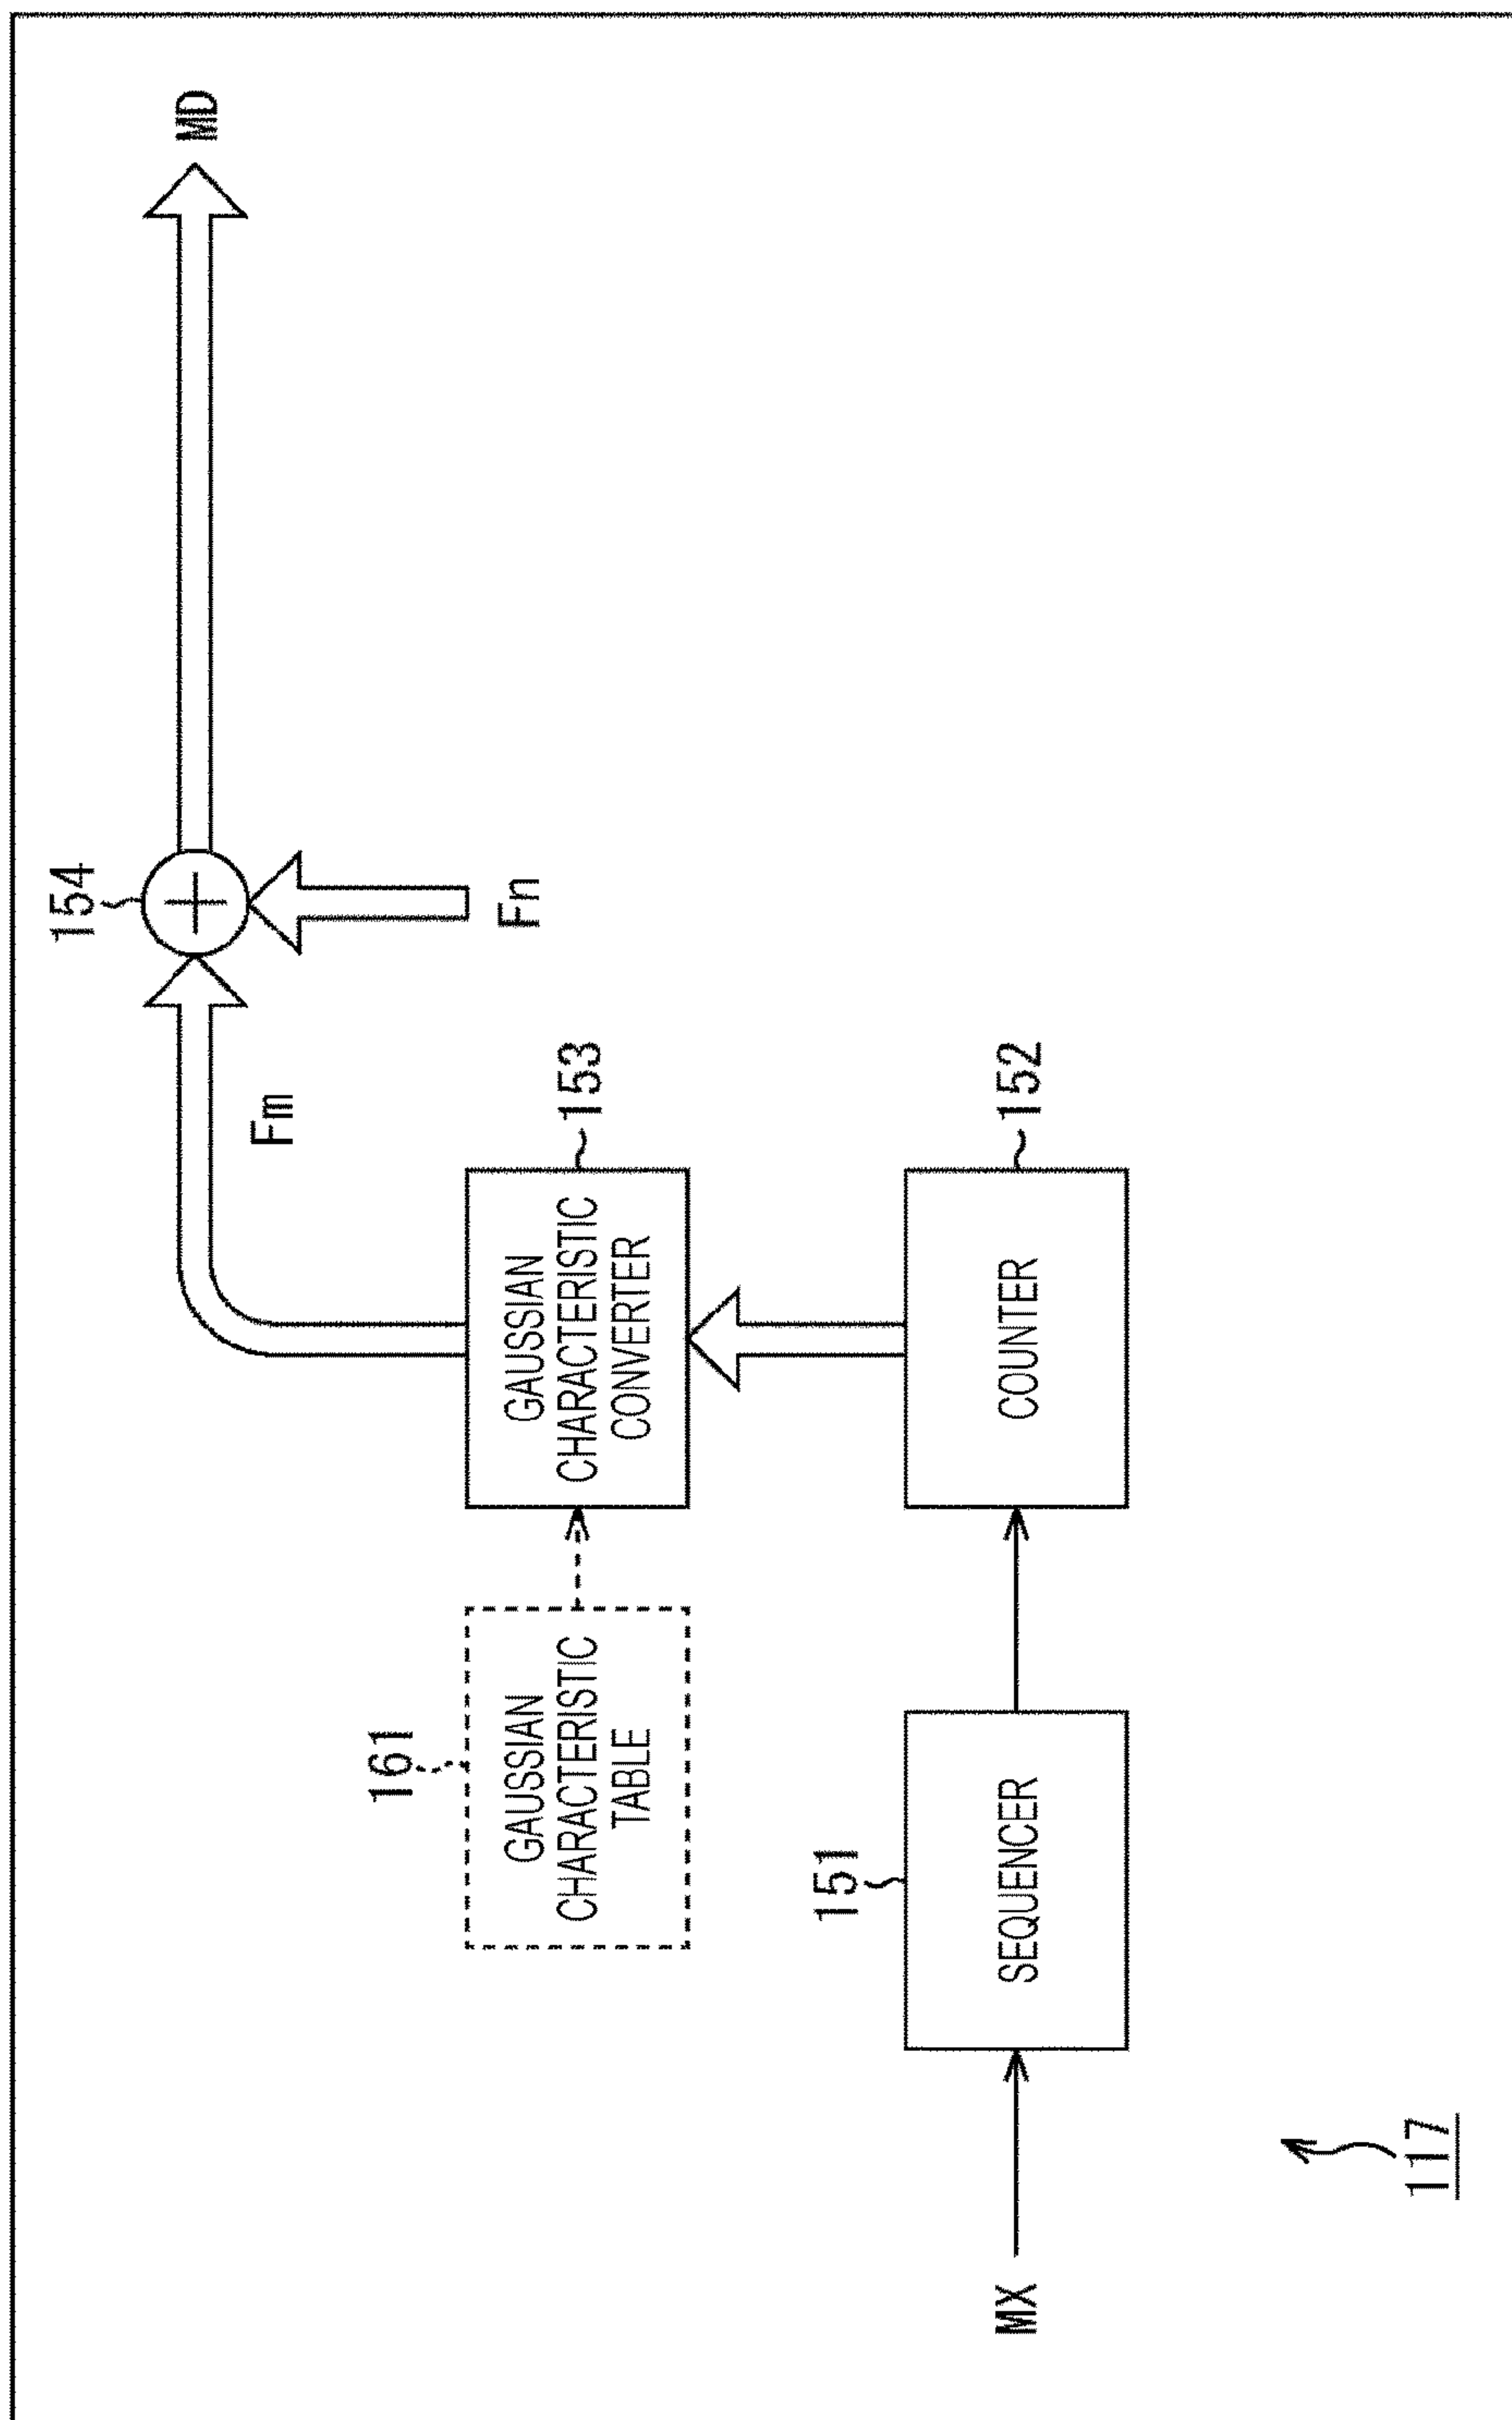 MD
154
Fn
Fm
153
GAUSSIAN
CHARACTERISTIC
CONVERTER
161
GAUSSIAN
CHARACTERISTIC
TABLE
152
COUNTER
151
SEQUENCER
MX
117